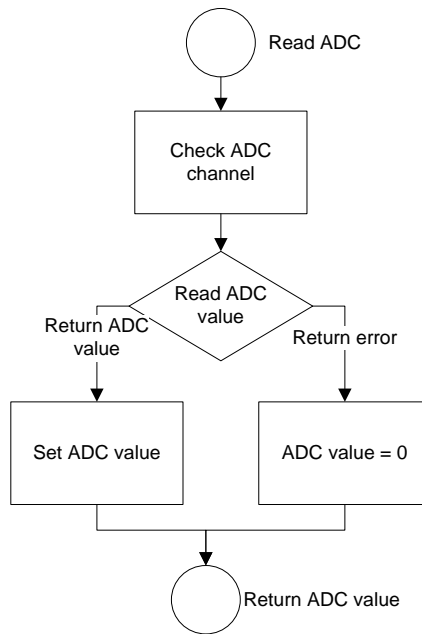 Read ADC
Check ADC
channel
Read ADC
value
Return ADC
value
Return error
Set ADC value
ADC value = 0
Return ADC value